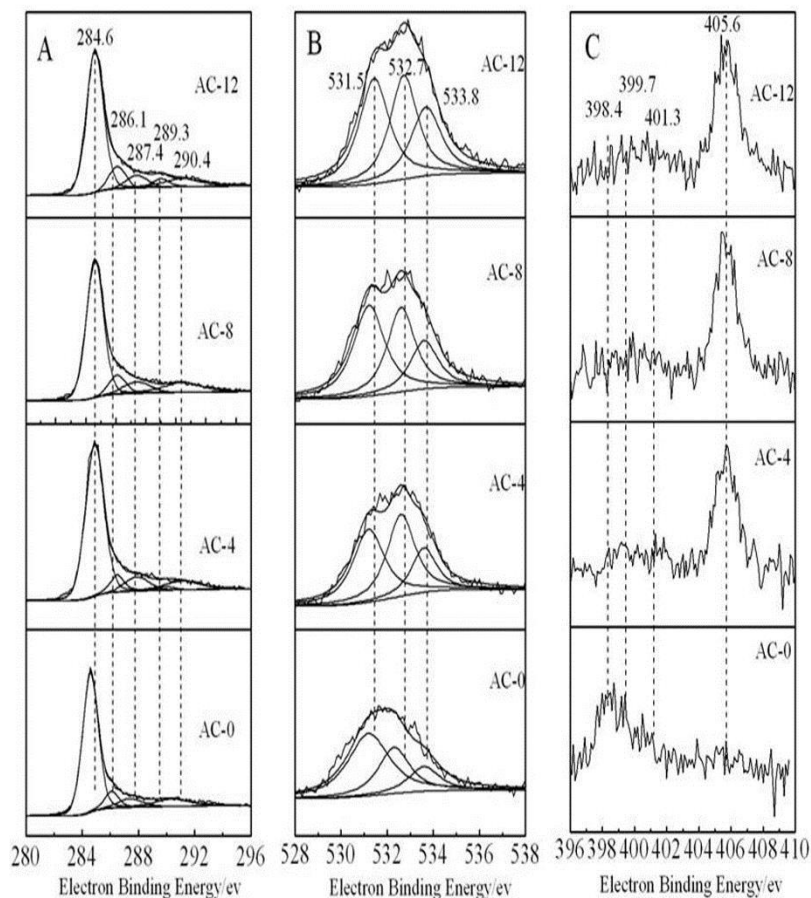 A
284.6
286.1
287.4
289.3
290.4
AC-12
AC-8
AC-4
AC-0
280 284 288 292 296
Electron Binding Energy/ev
B
531.5
532.7
533.8
AC-12
AC-8
AC-4
AC-0
528 530 532 534 536 538
Electron Binding Energy/ev
C
405.6
399.7
398.4
401.3
AC-12
AC-8
AC-4
AC-0
396 398 400 402 404 406 408 410
Electron Binding Energy/ev